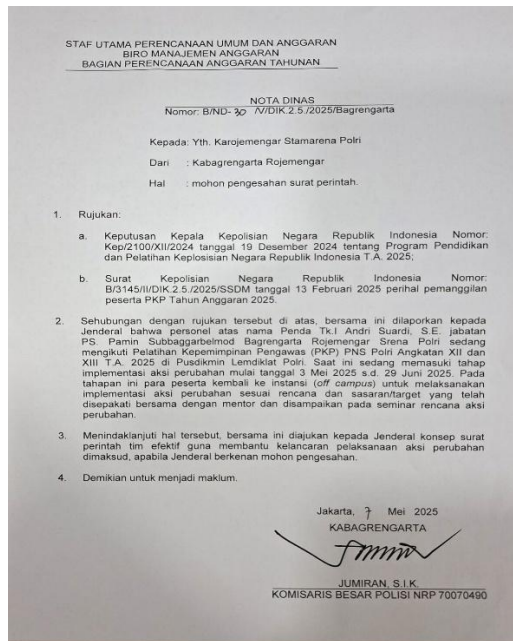 STAF UTAMA PERENCANAAN UMUM DAN ANGGARAN
BIRO MANAJEMEN ANGGARAN
BAGIAN PERENCANAAN ANGGARAN TAHUNAN
NOTA DINAS
Nomor: B/ND- 30 /V/DIK.2.5./2025/Bagrengarta
Kepada: Yth. Karojemengar Stamarena Polri
Dari : Kabagrengarta Rojemengar
Hal : mohon pengesahan surat perintah.
1. Rujukan:
a. Keputusan Kepala Kepolisian Negara Republik Indonesia Nomor:
Kep/2100/XII/2024 tanggal 19 Desember 2024 tentang Program Pendidikan
dan Pelatihan Keplosisian Negara Republik Indonesia T.A. 2025;
b. Surat Kepolisian Negara Republik Indonesia Nomor:
B/3145/II/DIK.2.5./2025/SSDM tanggal 13 Februari 2025 perihal pemanggilan
peserta PKP Tahun Anggaran 2025.
2. Sehubungan dengan rujukan tersebut di atas, bersama ini dilaporkan kepada
Jenderal bahwa personel atas nama Penda Tk.I Andri Suardi, S.E. jabatan
PS. Pamin Subbaggarbelmod Bagrengarta Rojemengar Srena Polri sedang
mengikuti Pelatihan Kepemimpinan Pengawas (PKP) PNS Polri Angkatan XII dan
XIII T.A. 2025 di Pusdikmin Lemdiklat Polri. Saat ini sedang memasuki tahap
implementasi aksi perubahan mulai tanggal 3 Mei 2025 s.d. 29 Juni 2025. Pada
tahapan ini para peserta kembali ke instansi (off campus) untuk melaksanakan
implementasi aksi perubahan sesuai rencana dan sasaran/target yang telah
disepakati bersama dengan mentor dan disampaikan pada seminar rencana aksi
perubahan.
3. Menindaklanjuti hal tersebut, bersama ini diajukan kepada Jenderal konsep surat
perintah tim efektif guna membantu kelancaran pelaksanaan aksi perubahan
dimaksud, apabila Jenderal berkenan mohon pengesahan.
4. Demikian untuk menjadi maklum.
Jakarta, 7 Mei 2025
KABAGRENGARTA
JUMIRAN, S.I.K.
KOMISARIS BESAR POLISI NRP 70070490